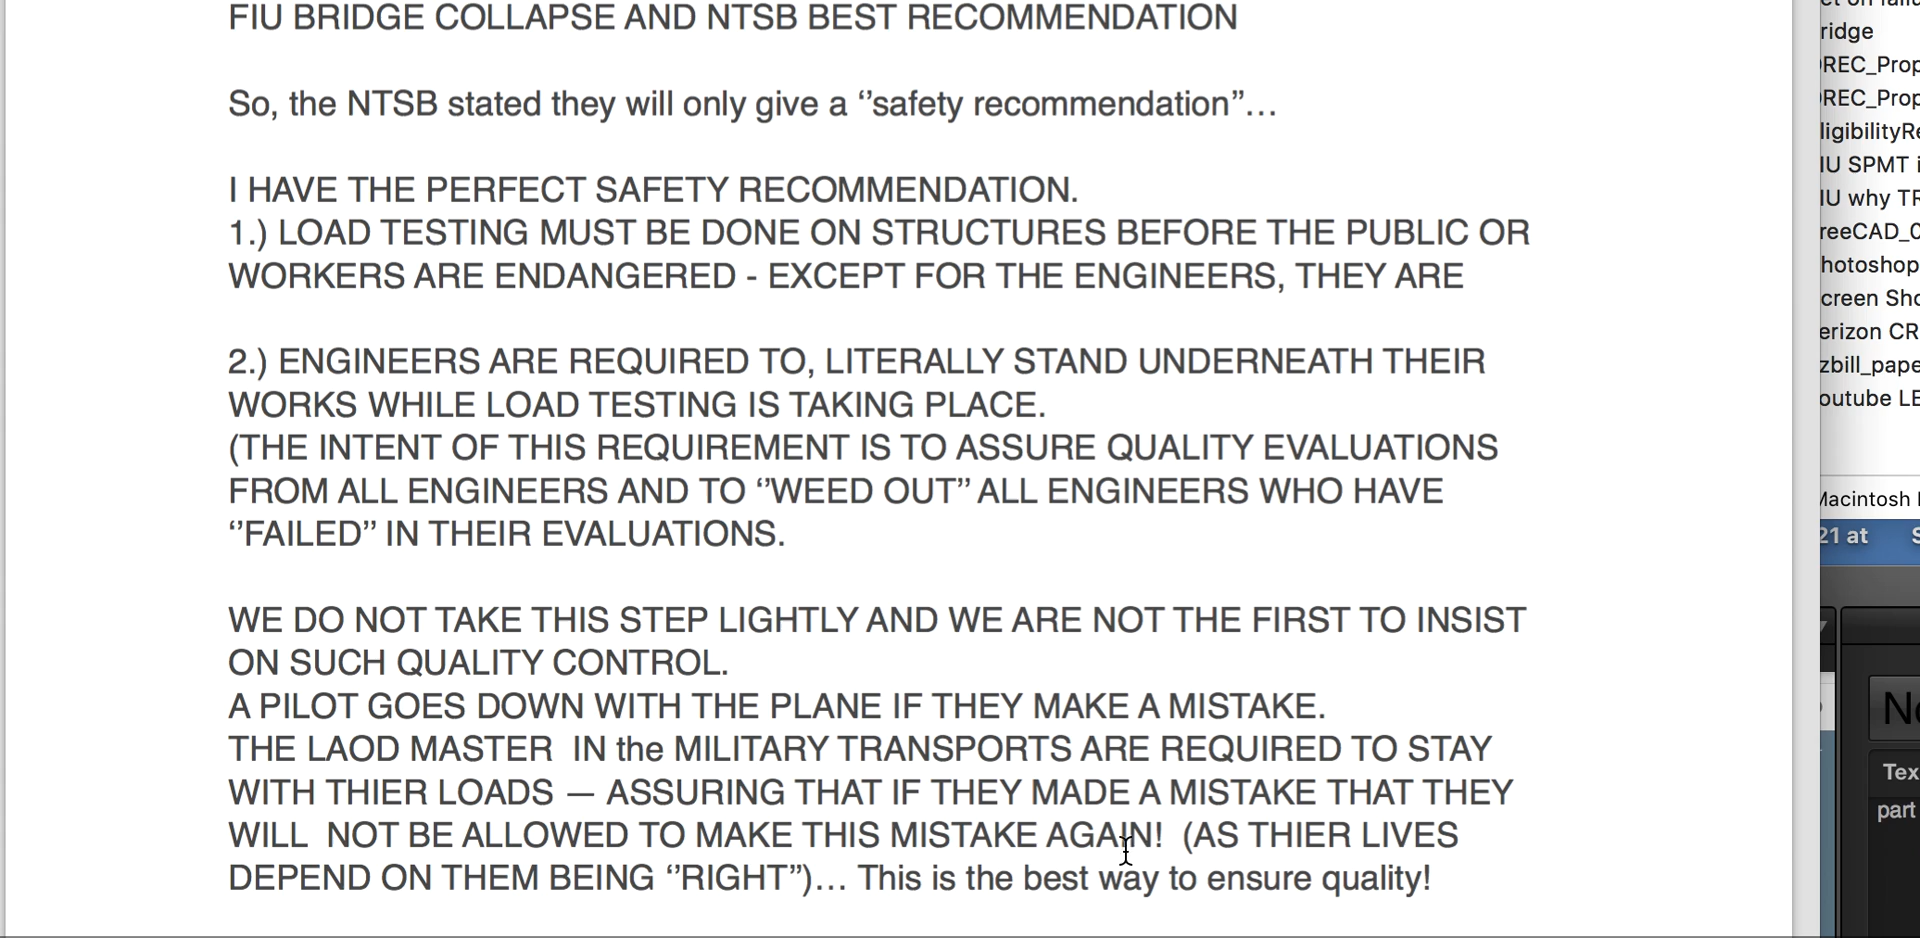 FIU BRIDGE COLLAPSE AND NTSB BEST RECOMMENDATION
So, the NTSB stated they will only give a ‘’safety recommendation”…
I HAVE THE PERFECT SAFETY RECOMMENDATION.
1.) LOAD TESTING MUST BE DONE ON STRUCTURES BEFORE THE PUBLIC OR
WORKERS ARE ENDANGERED - EXCEPT FOR THE ENGINEERS, THEY ARE
2.) ENGINEERS ARE REQUIRED TO, LITERALLY STAND UNDERNEATH THEIR
WORKS WHILE LOAD TESTING IS TAKING PLACE.
(THE INTENT OF THIS REQUIREMENT IS TO ASSURE QUALITY EVALUATIONS
FROM ALL ENGINEERS AND TO ‘’WEED OUT’’ ALL ENGINEERS WHO HAVE
‘’FAILED’’ IN THEIR EVALUATIONS.
WE DO NOT TAKE THIS STEP LIGHTLY AND WE ARE NOT THE FIRST TO INSIST
ON SUCH QUALITY CONTROL.
A PILOT GOES DOWN WITH THE PLANE IF THEY MAKE A MISTAKE.
THE LAOD MASTER  IN the MILITARY TRANSPORTS ARE REQUIRED TO STAY
WITH THIER LOADS — ASSURING THAT IF THEY MADE A MISTAKE THAT THEY
WILL  NOT BE ALLOWED TO MAKE THIS MISTAKE AGAIN!  (AS THIER LIVES
DEPEND ON THEM BEING ‘’RIGHT”)… This is the best way to ensure quality!
ridge
REC_Prop
REC_Prop
ligibilityRe
IU SPMT i
IU why TR
reeCAD_0
hotoshop
creen Sho
erizon CR
zbill_pape
outube LE
Macintosh
21 at
Tex
part